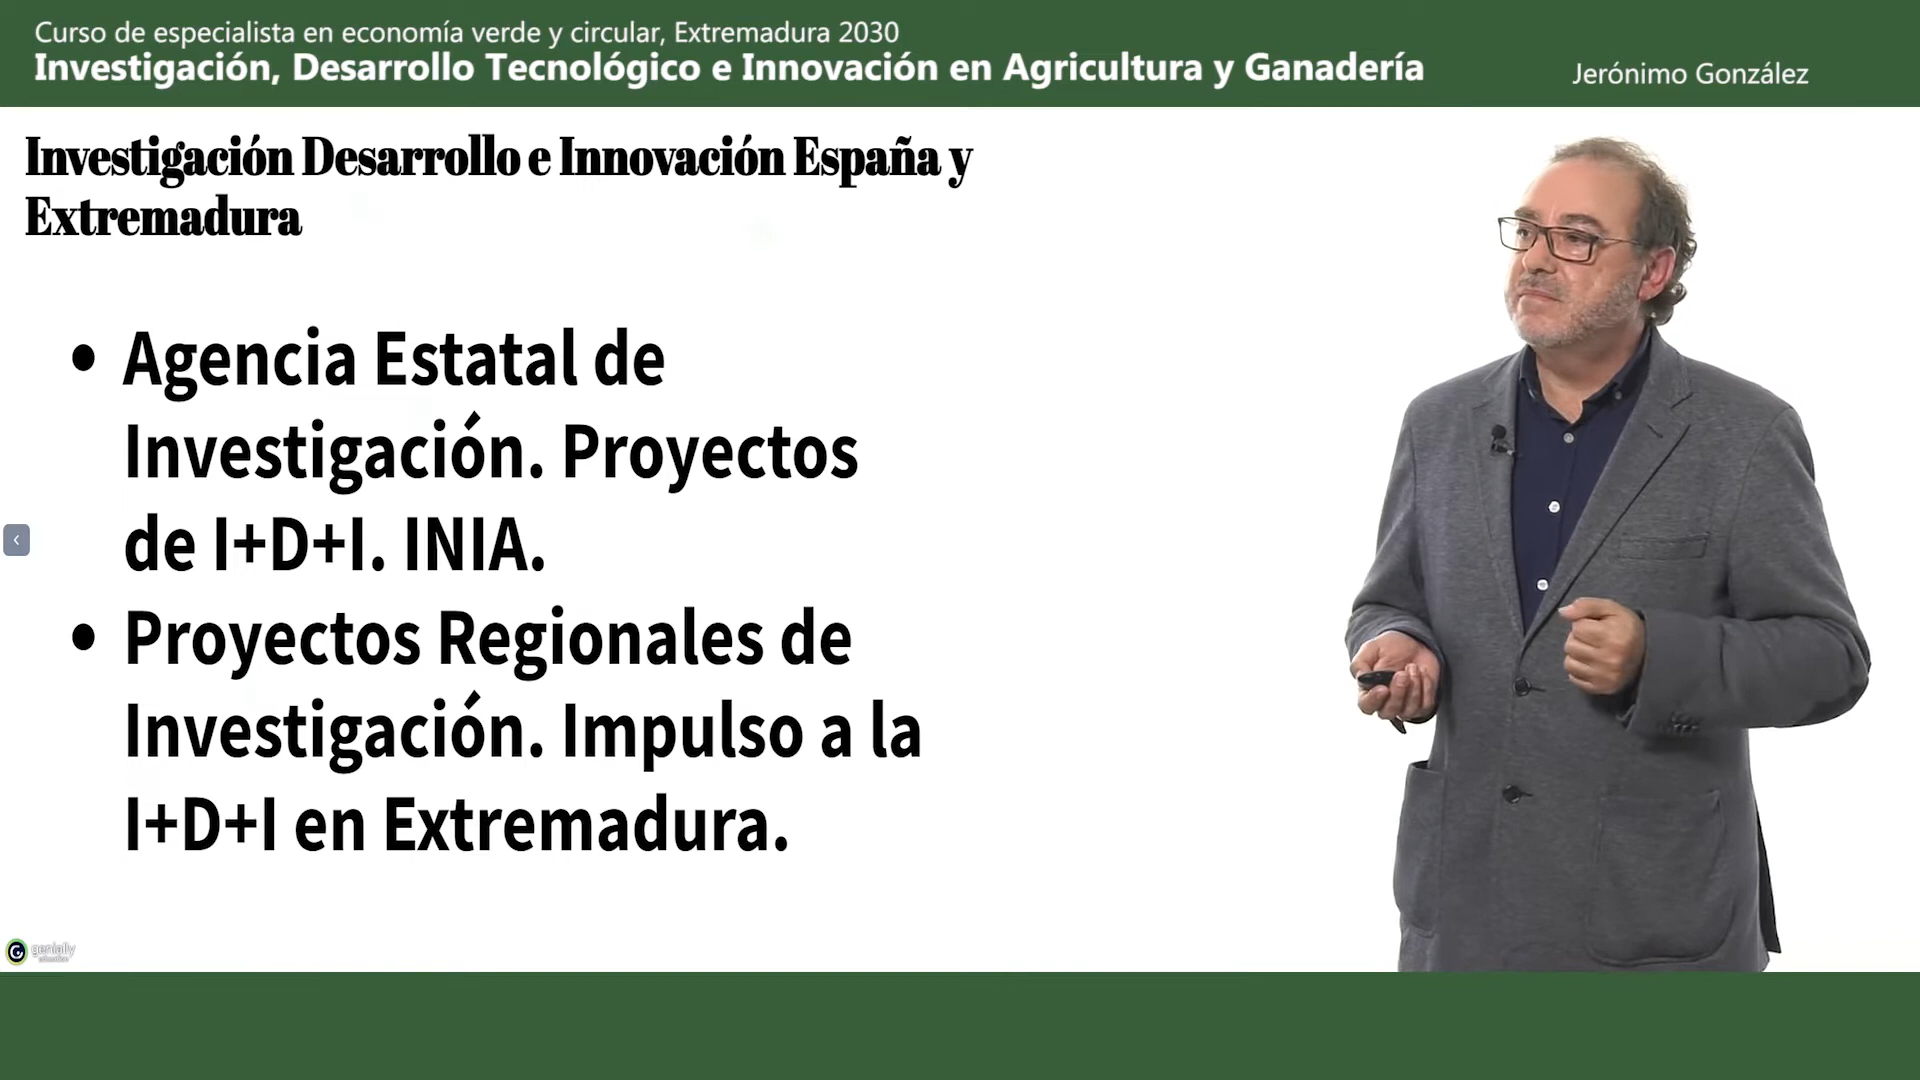 Curso de especialista en economía verde y circular, Extremadura 2030
Investigación, Desarrollo Tecnológico e Innovación en Agricultura y Ganadería
Jerónimo González
Investigación Desarrollo e Innovación España y
Extremadura
• Agencia Estatal de
Investigación. Proyectos
de I+D+I. INIA.
• Proyectos Regionales de
Investigación. Impulso a la
I+D+I en Extremadura.
genially